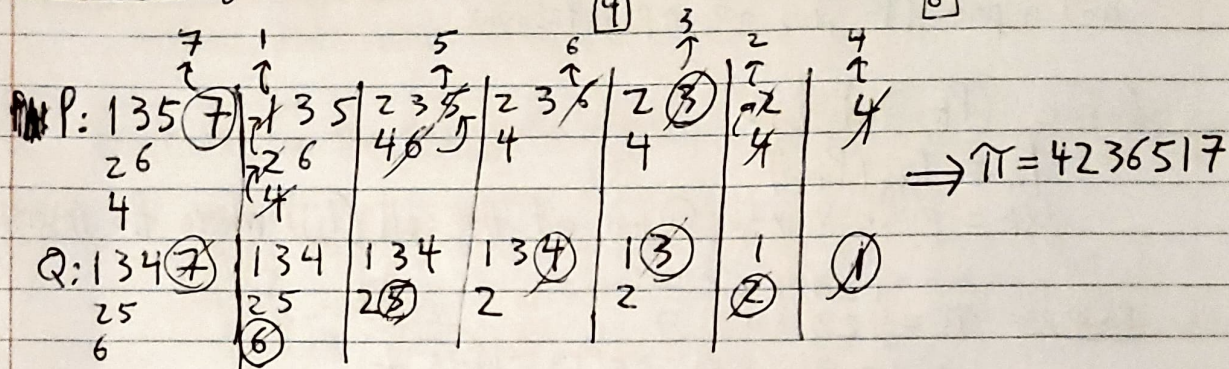 4
7 1 5 6 3 2 4
↑ ↑ ↑ ↑ ↑ ↑ ↑
P: 1 3 5 7 | 1 3 5 | 2 3 5 | 2 3 6 | 2 3 | 2 | 4
2 6 | 2 6 | 4 6 5 | 4 | 4 | 4
4 | 4
⇒ π = 4236517
Q: 1 3 4 7 | 1 3 4 | 1 3 4 | 1 3 4 | 1 3 | 1 | 1
2 5 | 2 5 | 2 5 | 2 | 2 | 2
6 | 6